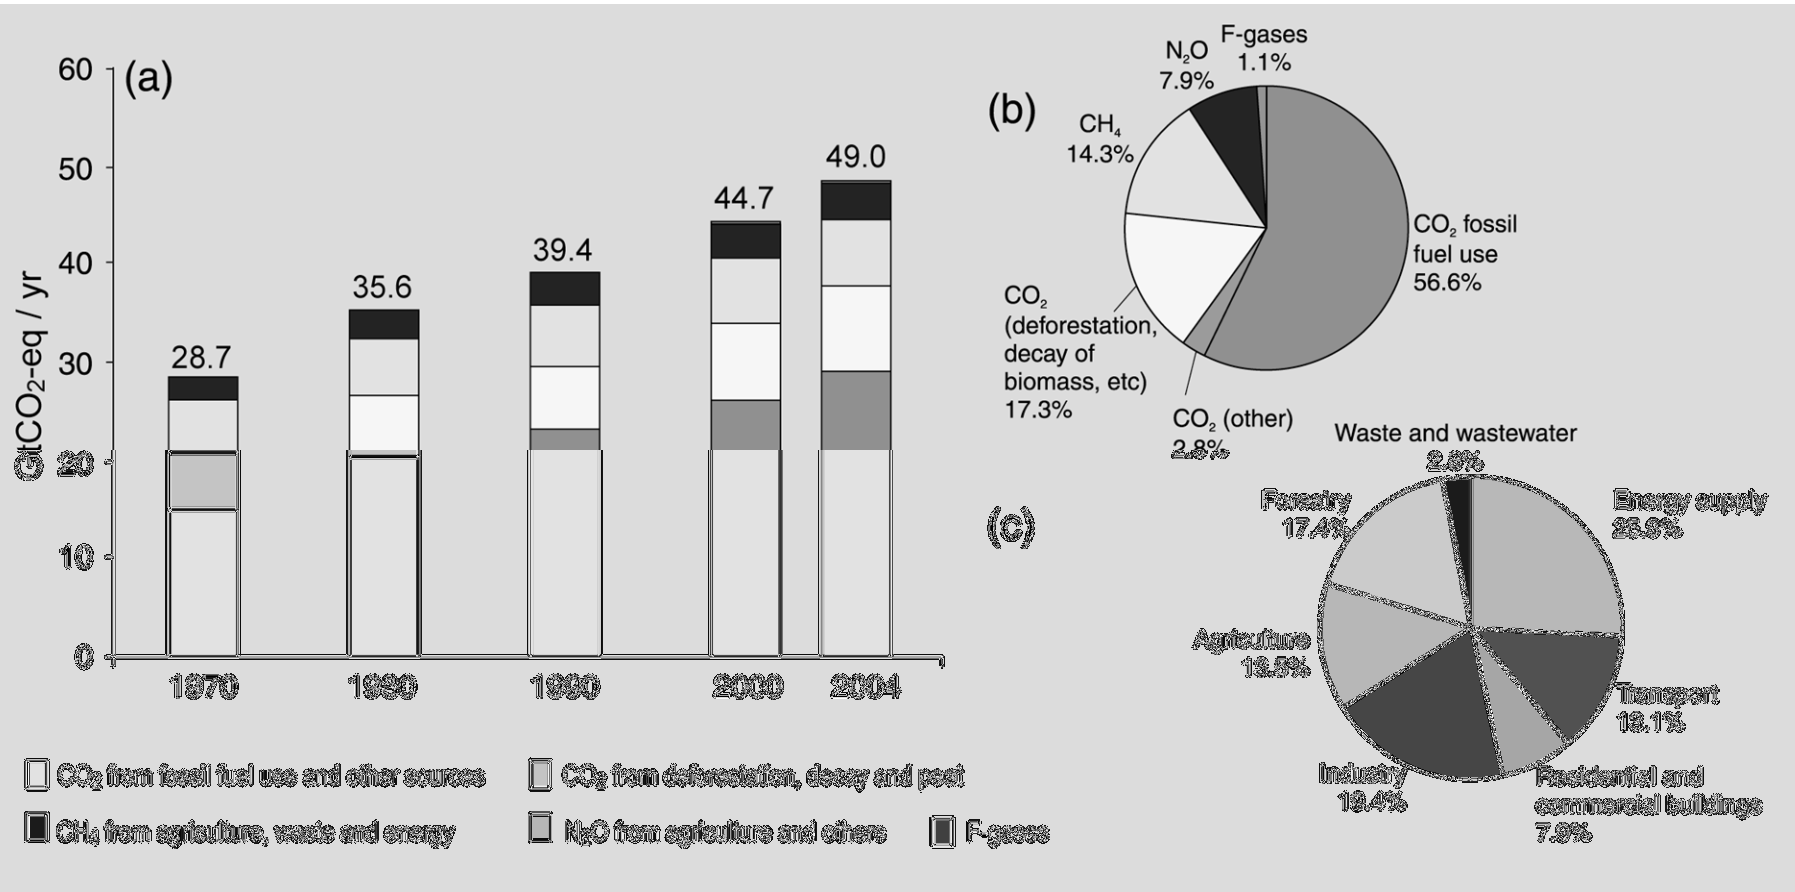 (a)
60
50
40
30
20
10
0
GtCO₂-eq / yr
28.7
35.6
39.4
44.7
49.0
1970
1980
1990
2000
2004
CO₂ from fossil fuel use and other sources
CO₂ from deforestation, decay and peat
CH₄ from agriculture, waste and energy
N₂O from agriculture and others
F-gases
(b)
F-gases
1.1%
N₂O
7.9%
CH₄
14.3%
CO₂ fossil
fuel use
56.6%
CO₂
(deforestation,
decay of
biomass, etc)
17.3%
CO₂ (other)
2.8%
(c)
Waste and wastewater
2.8%
Forestry
17.4%
Energy supply
25.9%
Agriculture
13.5%
Transport
13.1%
Industry
19.4%
Residential and
commercial buildings
7.9%